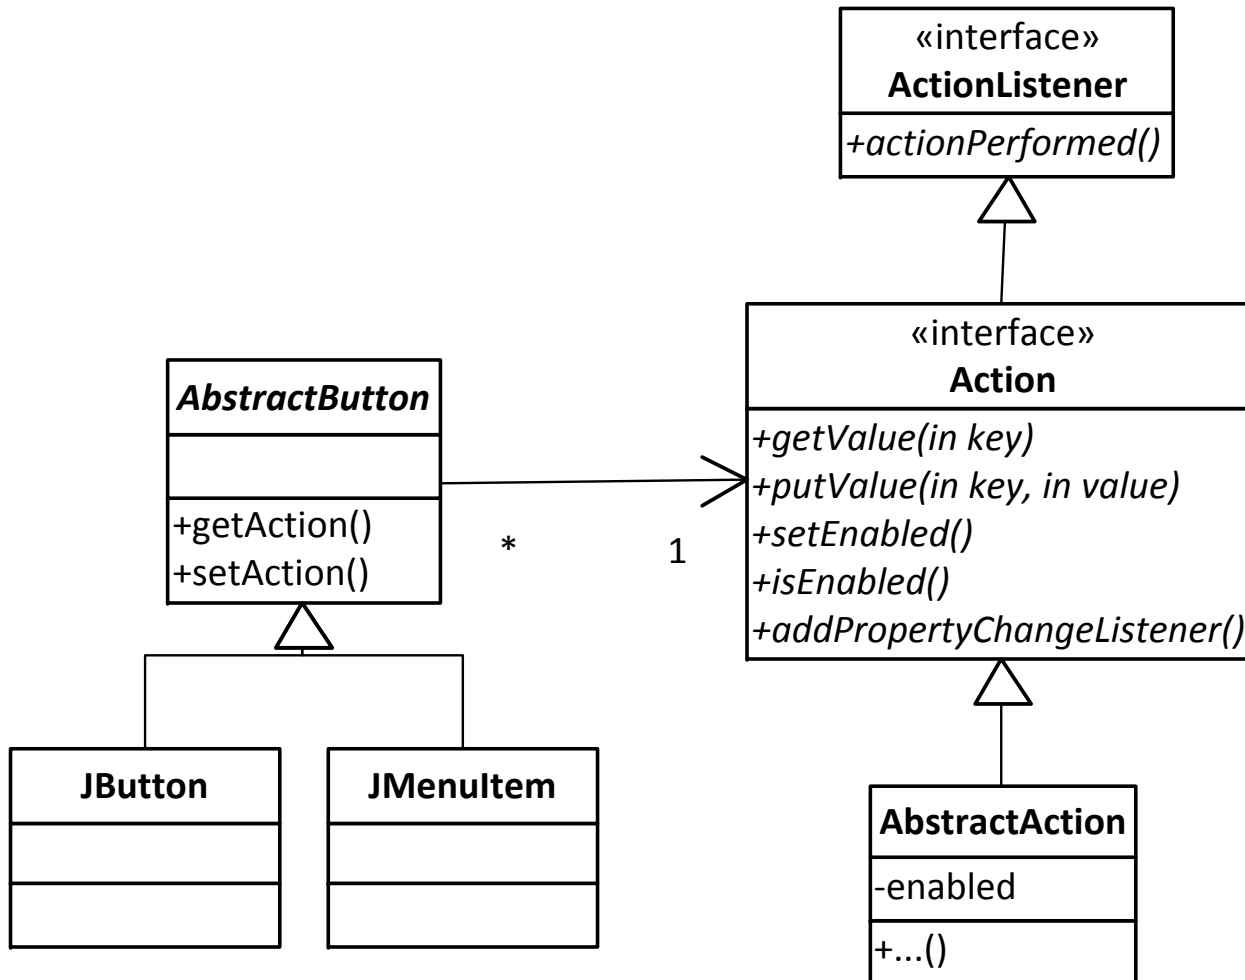 «interface»
ActionListener
+actionPerformed()
«interface»
Action
+getValue(in key)
+putValue(in key, in value)
+setEnabled()
+isEnabled()
+addPropertyChangeListener()
AbstractButton
+getAction()
+setAction()
*
1
JButton
JMenuItem
AbstractAction
-enabled
+...()